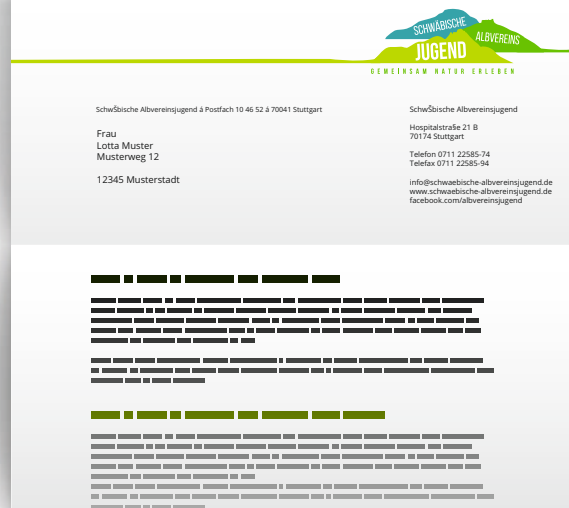 SCHWÄBISCHE
ALBVEREINS
JUGEND
GEMEINSAM NATUR ERLEBEN
SchwŠbische Albvereinsjugend á Postfach 10 46 52 á 70041 Stuttgart
Frau
Lotta Muster
Musterweg 12
12345 Musterstadt
SchwŠbische Albvereinsjugend
Hospitalstra§e 21 B
70174 Stuttgart
Telefon 0711 22585-74
Telefax 0711 22585-94
info@schwaebische-albvereinsjugend.de
www.schwaebische-albvereinsjugend.de
facebook.com/albvereinsjugend